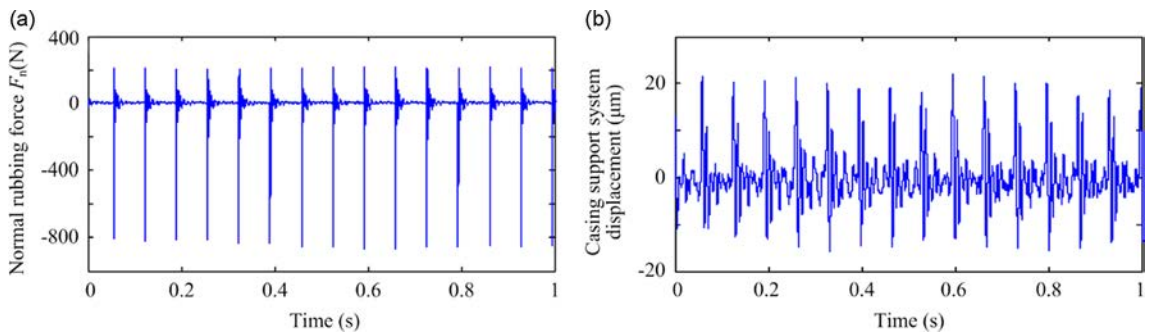 (a)
Normal rubbing force Fn(N)
400
0
-400
-800
0 0.2 0.4 0.6 0.8 1
Time (s)
(b)
Casing support system
displacement (μm)
20
0
-20
0 0.2 0.4 0.6 0.8 1
Time (s)